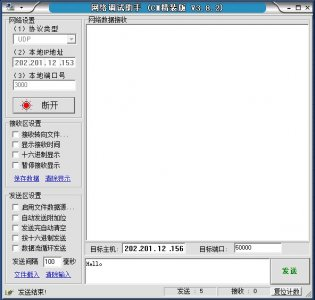 网络调试助手 (CM精装版 V3.8.2)
网络设置
(1) 协议类型
UDP
(2) 本地IP地址
202.201.12 .153
(3) 本地端口号
3000
断开
接收区设置
接收转向文件...
显示接收时间
十六进制显示
暂停接收显示
保存数据 清除显示
发送区设置
启用文件数据源...
自动发送附加位
发送完自动清空
按十六进制发送
数据流循环发送
发送间隔 100 毫秒
文件载入 清除输入
网络数据接收
目标主机: 202.201.12 .156 目标端口: 60000
Hello
发送
发送结束!
发送 : 5 接收 : 0 复位计数